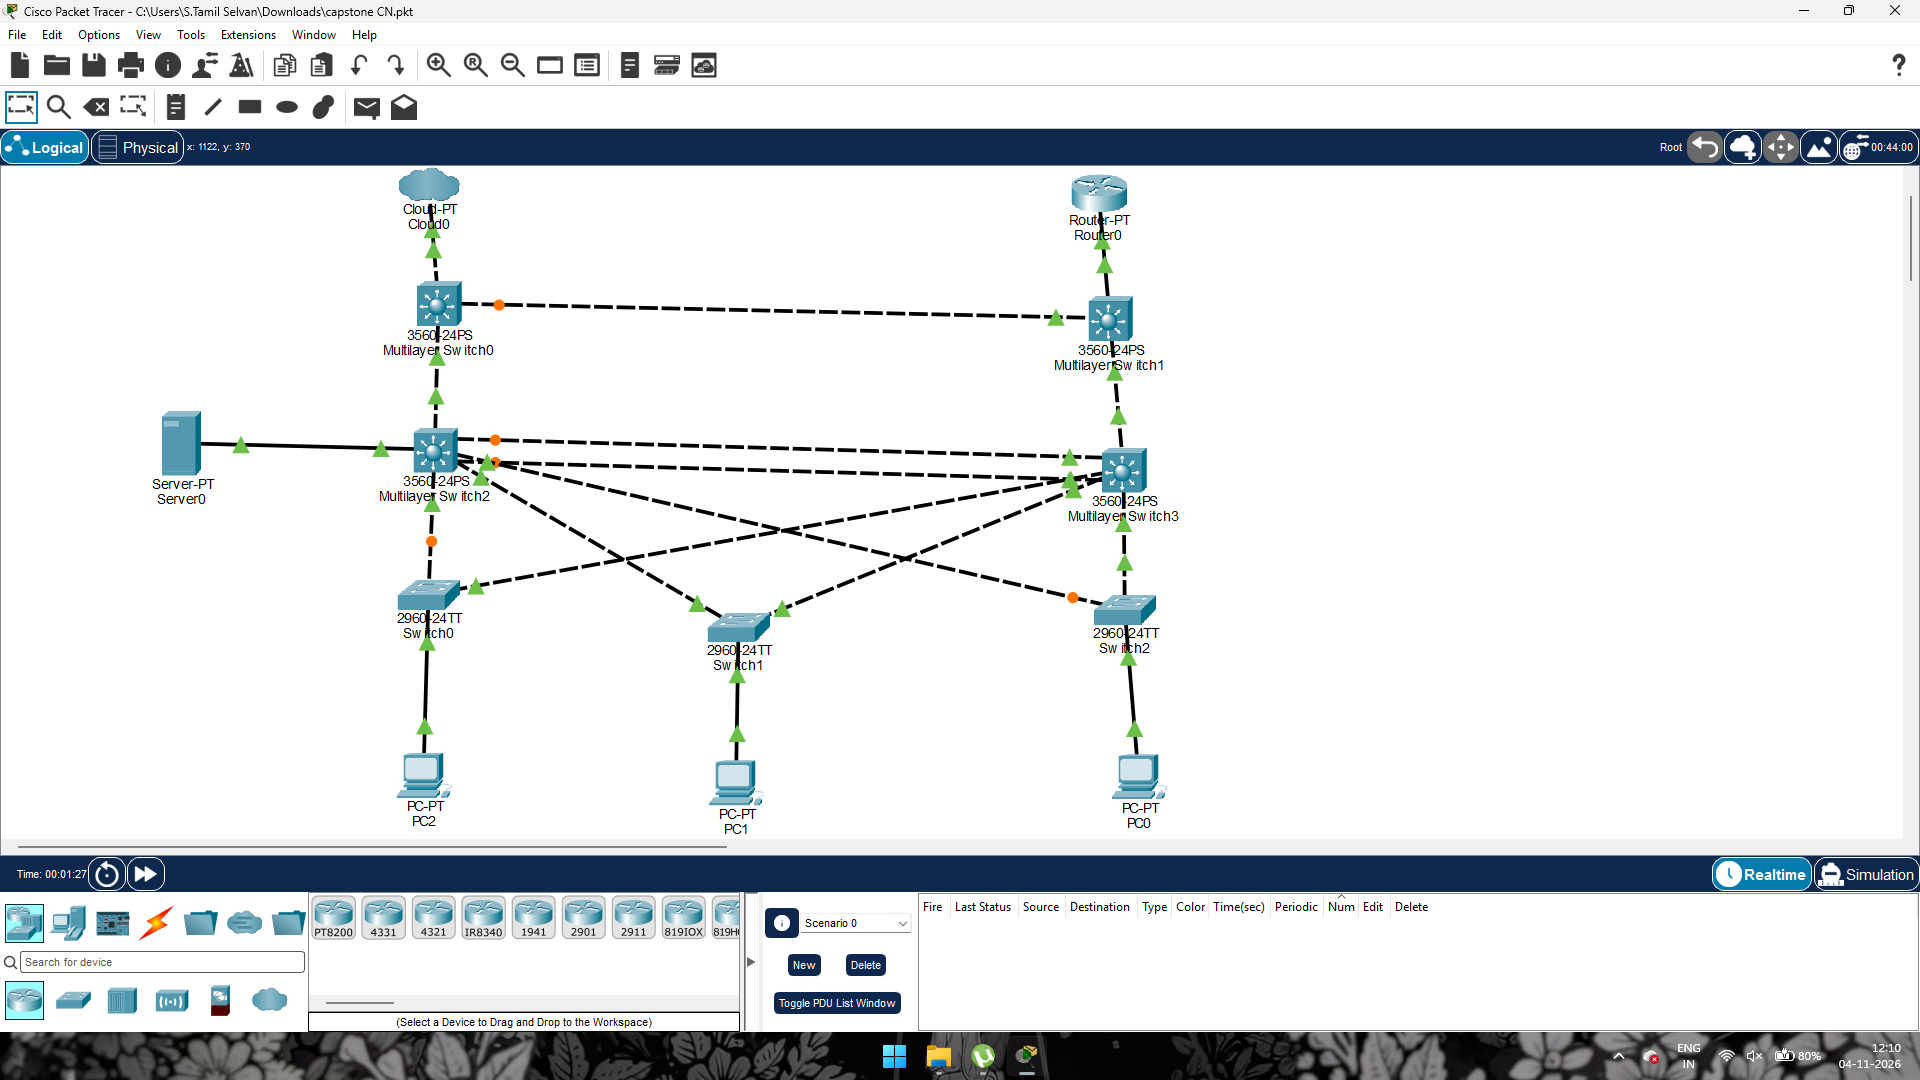 Cisco Packet Tracer - C:\Users\S.Tamil Selvan\Downloads\capstone CN.pkt
File Edit Options View Tools Extensions Window Help
?
Logical Physical x: 1122, y: 370 Root 00:44:00
Cloud-PT
Cloud0
Router-PT
Router0
3560-24PS
Multilayer Switch0
3560-24PS
Multilayer Switch1
Server-PT
Server0
3560-24PS
Multilayer Switch2
3560-24PS
Multilayer Switch3
2960-24TT
Switch0
2960-24TT
Switch1
2960-24TT
Switch2
PC-PT
PC2
PC-PT
PC1
PC-PT
PC0
Time: 00:01:27 Realtime Simulation
PT8200 4331 4321 IR8340 1941 2901 2911 819IOX
Search for device
(Select a Device to Drag and Drop to the Workspace)
Scenario 0
New Delete
Toggle PDU List Window
Fire Last Status Source Destination Type Color Time(sec) Periodic Num Edit Delete
ENG
IN
80%
12:10
04-11-2026